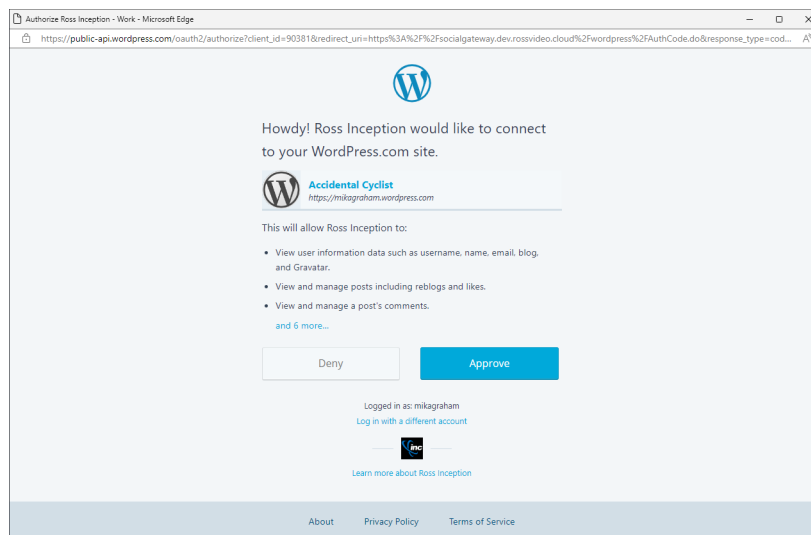 Authorize Ross Inception - Work - Microsoft Edge
https://public-api.wordpress.com/oauth2/authorize?client_id=90381&redirect_uri=https%3A%2F%2Fsocialgateway.dev.rossvideo.cloud%2Fwordpress%2FAuthCode.do&response_type=cod...
Howdy! Ross Inception would like to connect
to your WordPress.com site.
Accidental Cyclist
https://mikagraham.wordpress.com
This will allow Ross Inception to:
• View user information data such as username, name, email, blog,
and Gravatar.
• View and manage posts including reblogs and likes.
• View and manage a post's comments.
and 6 more...
Deny Approve
Logged in as: mikagraham
Log in with a different account
inc
Learn more about Ross Inception
About Privacy Policy Terms of Service